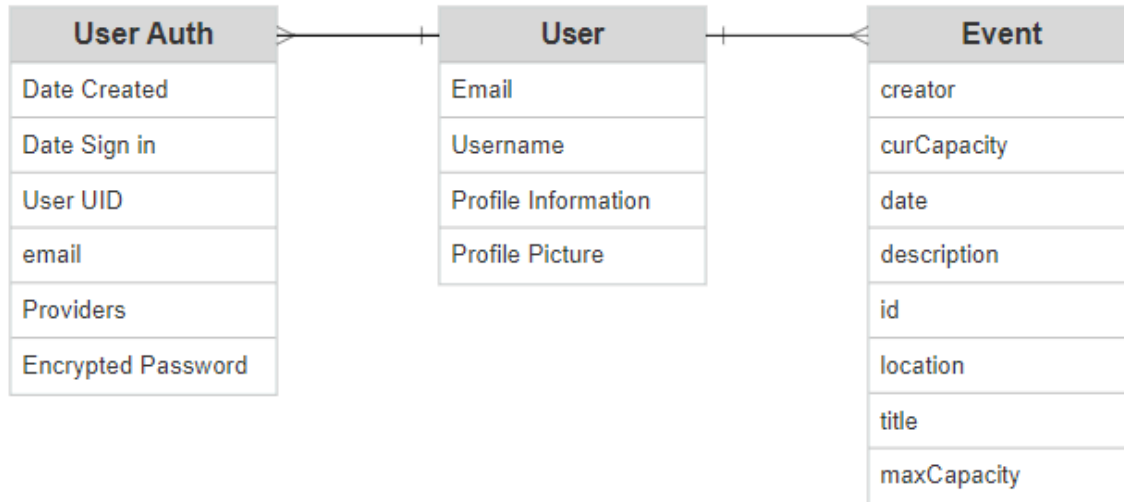 User Auth
Date Created
Date Sign in
User UID
email
Providers
Encrypted Password
User
Email
Username
Profile Information
Profile Picture
Event
creator
curCapacity
date
description
id
location
title
maxCapacity